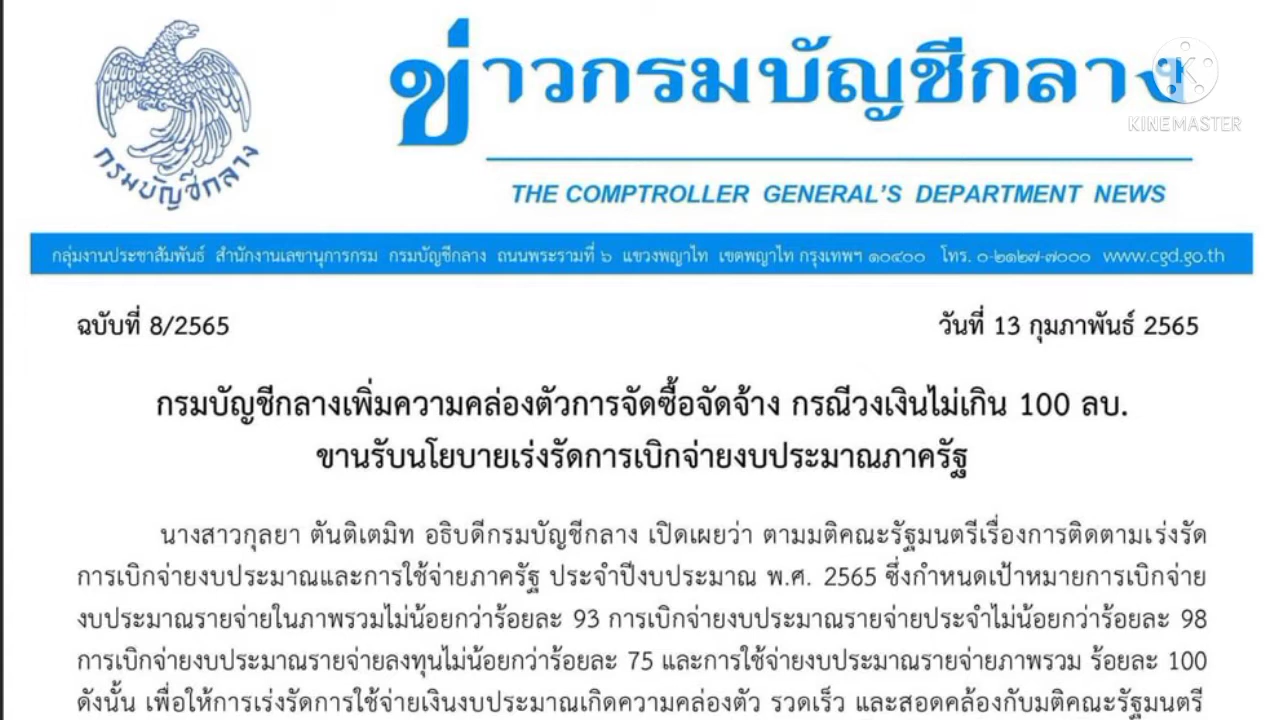 ข่าวกรมบัญชีกลาง
KINEMASTER
กรมบัญชีกลาง
THE COMPTROLLER GENERAL'S DEPARTMENT NEWS
กลุ่มงานประชาสัมพันธ์ สำนักงานเลขานุการกรม กรมบัญชีกลาง ถนนพระรามที่ ๖ แขวงพญาไท เขตพญาไท กรุงเทพฯ ๑๐๔๐๐ โทร. ๐-๒๑๒๗-๗๐๐๐ www.cgd.go.th
ฉบับที่ 8/2565 วันที่ 13 กุมภาพันธ์ 2565
กรมบัญชีกลางเพิ่มความคล่องตัวการจัดซื้อจัดจ้าง กรณีวงเงินไม่เกิน 100 ลบ.
ขานรับนโยบายเร่งรัดการเบิกจ่ายงบประมาณภาครัฐ
นางสาวกุลยา ตันติเตมิท อธิบดีกรมบัญชีกลาง เปิดเผยว่า ตามมติคณะรัฐมนตรีเรื่องการติดตามเร่งรัด
การเบิกจ่ายงบประมาณและการใช้จ่ายภาครัฐ ประจำปีงบประมาณ พ.ศ. 2565 ซึ่งกำหนดเป้าหมายการเบิกจ่าย
งบประมาณรายจ่ายในภาพรวมไม่น้อยกว่าร้อยละ 93 การเบิกจ่ายงบประมาณรายจ่ายประจำไม่น้อยกว่าร้อยละ 98
การเบิกจ่ายงบประมาณรายจ่ายลงทุนไม่น้อยกว่าร้อยละ 75 และการใช้จ่ายงบประมาณรายจ่ายภาพรวม ร้อยละ 100
ดังนั้น เพื่อให้การเร่งรัดการใช้จ่ายเงินงบประมาณเกิดความคล่องตัว รวดเร็ว และสอดคล้องกับมติคณะรัฐมนตรี